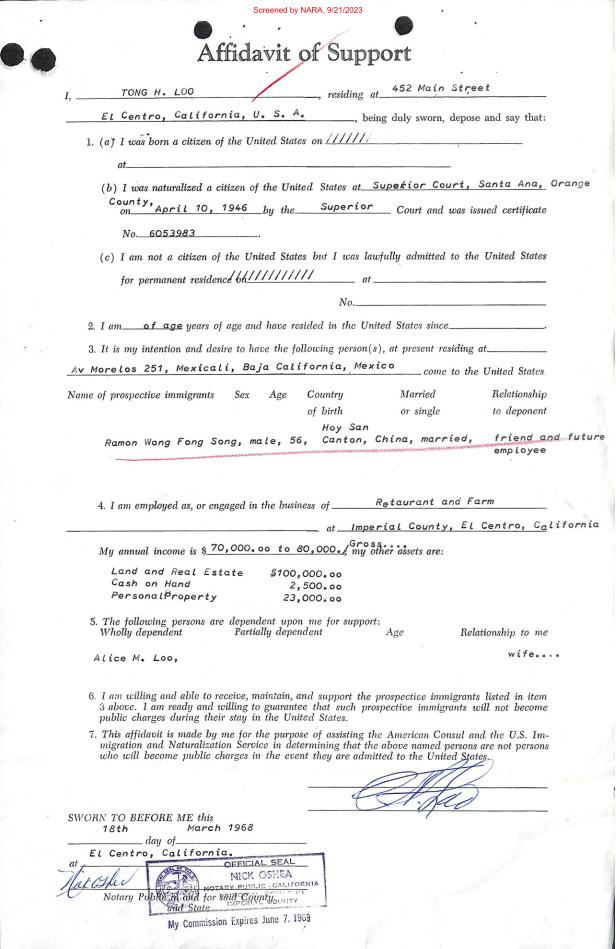 Screened by NARA, 9/21/2023
Affidavit of Support
I, TONG H. LOO, residing at 452 Main Street
El Centro, California, U. S. A., being duly sworn, depose and say that:
1. (a) I was born a citizen of the United States on //////
at
(b) I was naturalized a citizen of the United States at Superior Court, Santa Ana, Orange
County,
on April 10, 1946 by the Superior Court and was issued certificate
No. 6053983
(c) I am not a citizen of the United States but I was lawfully admitted to the United States
for permanent residence on//////////// at
No.
2. I am of age years of age and have resided in the United States since
3. It is my intention and desire to have the following person(s), at present residing at
Av Morelos 251, Mexicali, Baja California, Mexico come to the United States
Name of prospective immigrants Sex Age Country Married Relationship
of birth or single to deponent
Hoy San
Ramon Wong Fong Song, male, 56, Canton, China, married, friend and future
employee
4. I am employed as, or engaged in the business of Retaurant and Farm
at Imperial County, El Centro, California
My annual income is $ 70,000.00 to 80,000./Gross.... my other assets are:
Land and Real Estate $100,000.00
Cash on Hand 2,500.00
Personal Property 23,000.00
5. The following persons are dependent upon me for support:
Wholly dependent Partially dependent Age Relationship to me
Alice M. Loo, wife....
6. I am willing and able to receive, maintain, and support the prospective immigrants listed in item
3 above. I am ready and willing to guarantee that such prospective immigrants will not become
public charges during their stay in the United States.
7. This affidavit is made by me for the purpose of assisting the American Consul and the U.S. Im-
migration and Naturalization Service in determining that the above named persons are not persons
who will become public charges in the event they are admitted to the United States.
SWORN TO BEFORE ME this
18th March 1968
day of
El Centro, California.
at
OFFICIAL SEAL
NICK OSHEA
NOTARY PUBLIC - CALIFORNIA
IMPERIAL COUNTY
Nick Oshea
Notary Public in and for said County
and State
My Commission Expires June 7, 1969